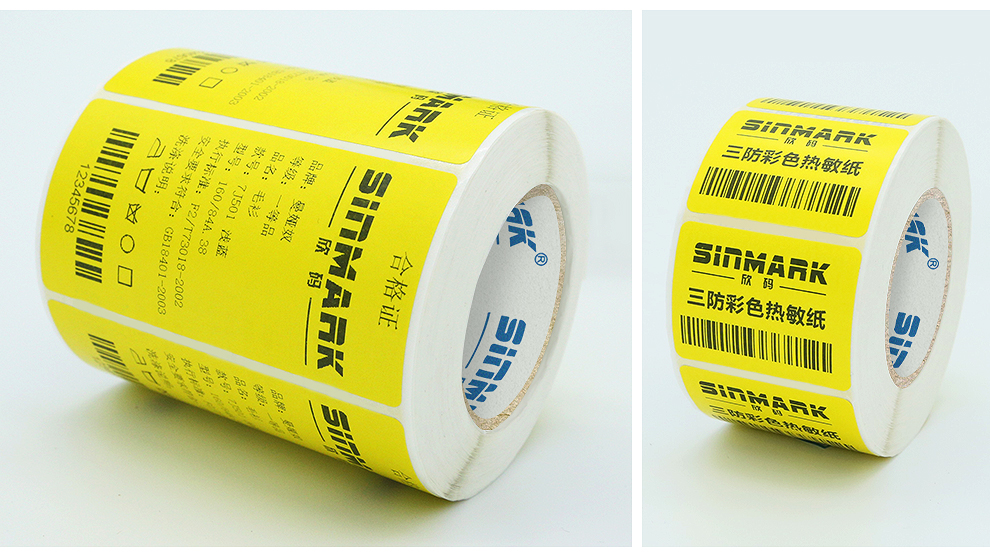 SinMARK
欣码
合格证
品牌:
等级: 一等品
品名: 毛衫
款号: 7J501 浅蓝
型号: 160/84A 38
执行标准: F2/T73018-2002
安全要求符合: GB18401-2003
洗涤说明:
12345678
SinMARK
SinMARK
SinM
®
SinMARK
欣码
三防彩色热敏纸
SinMARK
欣码
三防彩色热敏纸
SinMARK
欣码
三防彩色热敏纸
®